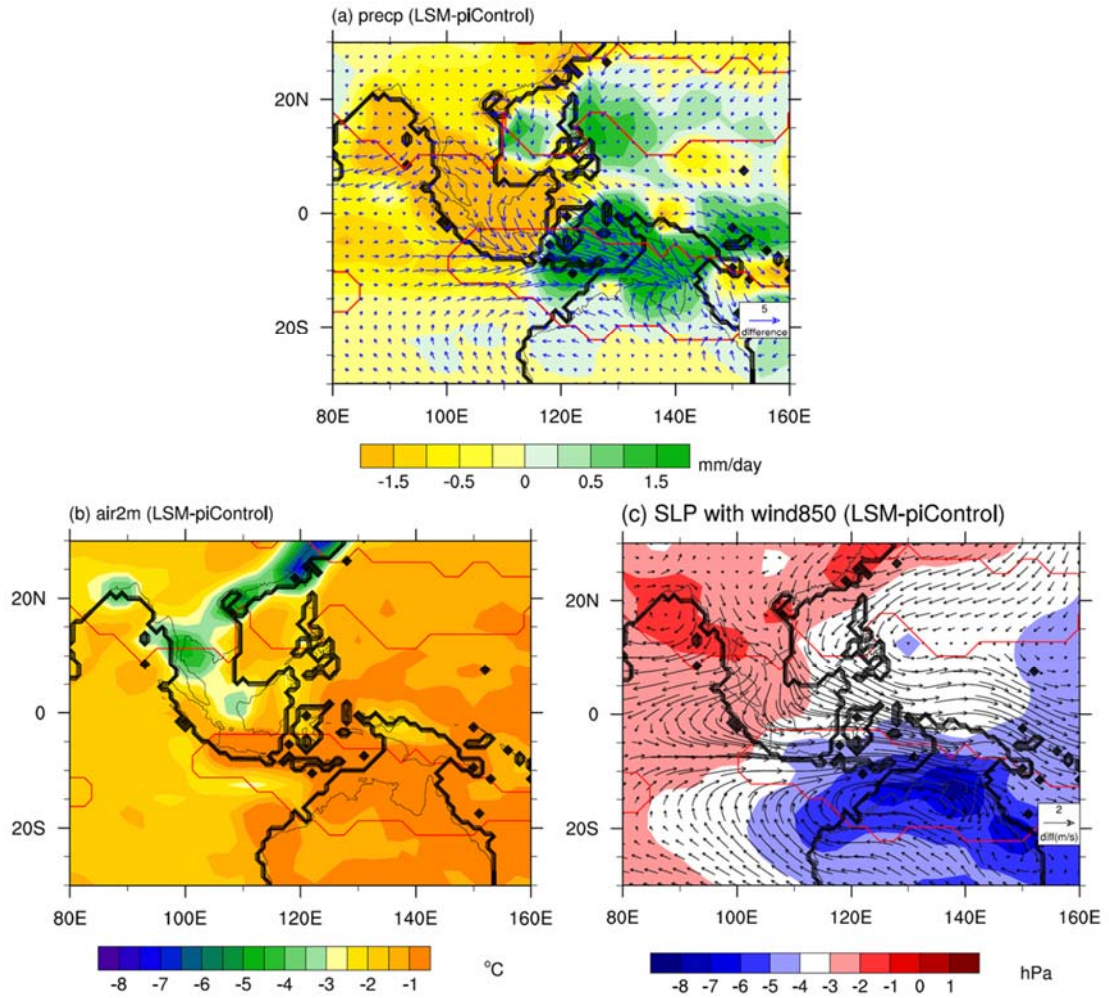 (a) precp (LSM-piControl)
20N
0
20S
5
difference
80E 100E 120E 140E 160E
-1.5 -0.5 0 0.5 1.5 mm/day
(b) air2m (LSM-piControl)
20N
0
20S
80E 100E 120E 140E 160E
-8 -7 -6 -5 -4 -3 -2 -1 °C
(c) SLP with wind850 (LSM-piControl)
20N
0
20S
2
diff(m/s)
80E 100E 120E 140E 160E
-8 -7 -6 -5 -4 -3 -2 -1 0 1 hPa